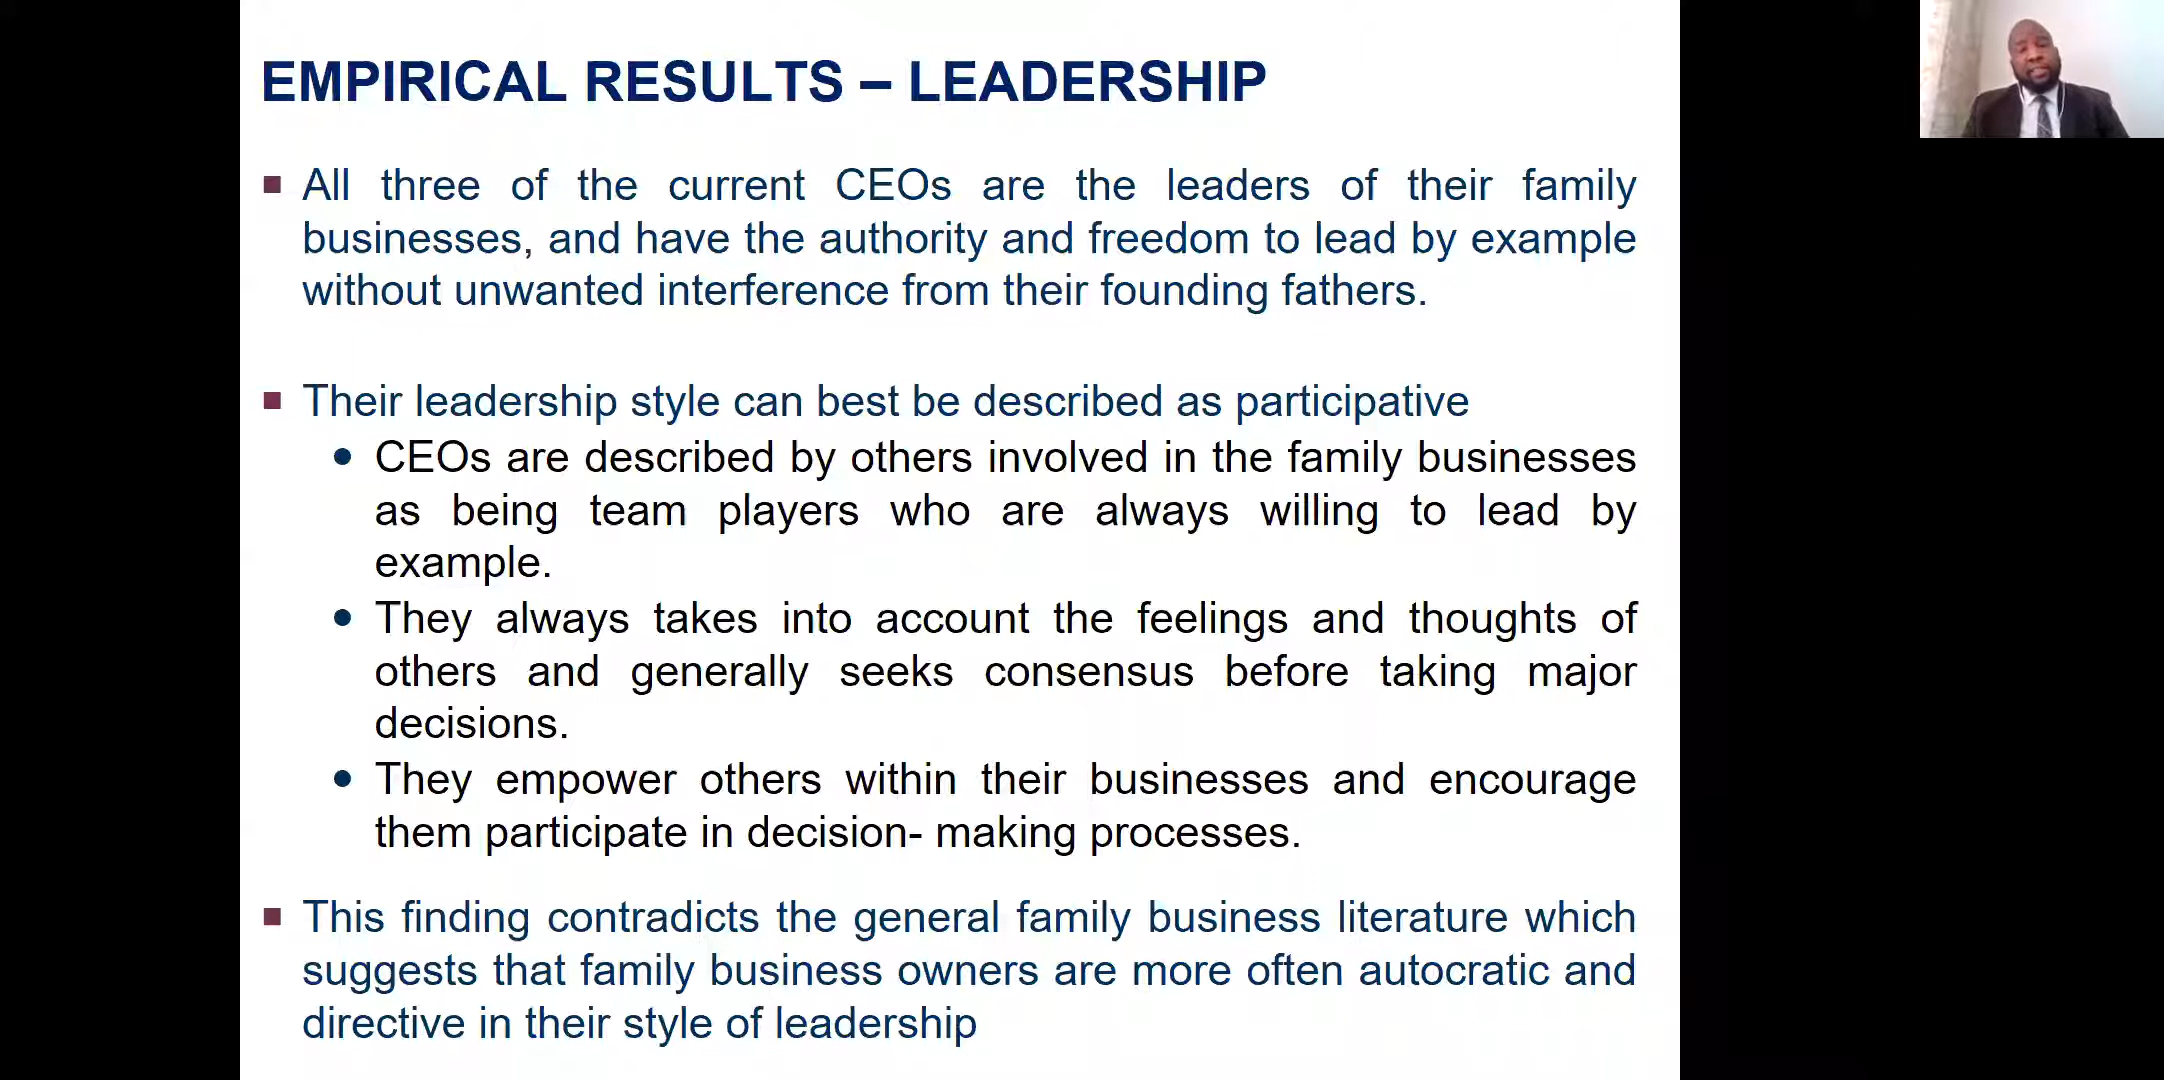 EMPIRICAL RESULTS – LEADERSHIP
All three of the current CEOs are the leaders of their family
businesses, and have the authority and freedom to lead by example
without unwanted interference from their founding fathers.
Their leadership style can best be described as participative
CEOs are described by others involved in the family businesses
as being team players who are always willing to lead by
example.
They always takes into account the feelings and thoughts of
others and generally seeks consensus before taking major
decisions.
They empower others within their businesses and encourage
them participate in decision- making processes.
This finding contradicts the general family business literature which
suggests that family business owners are more often autocratic and
directive in their style of leadership